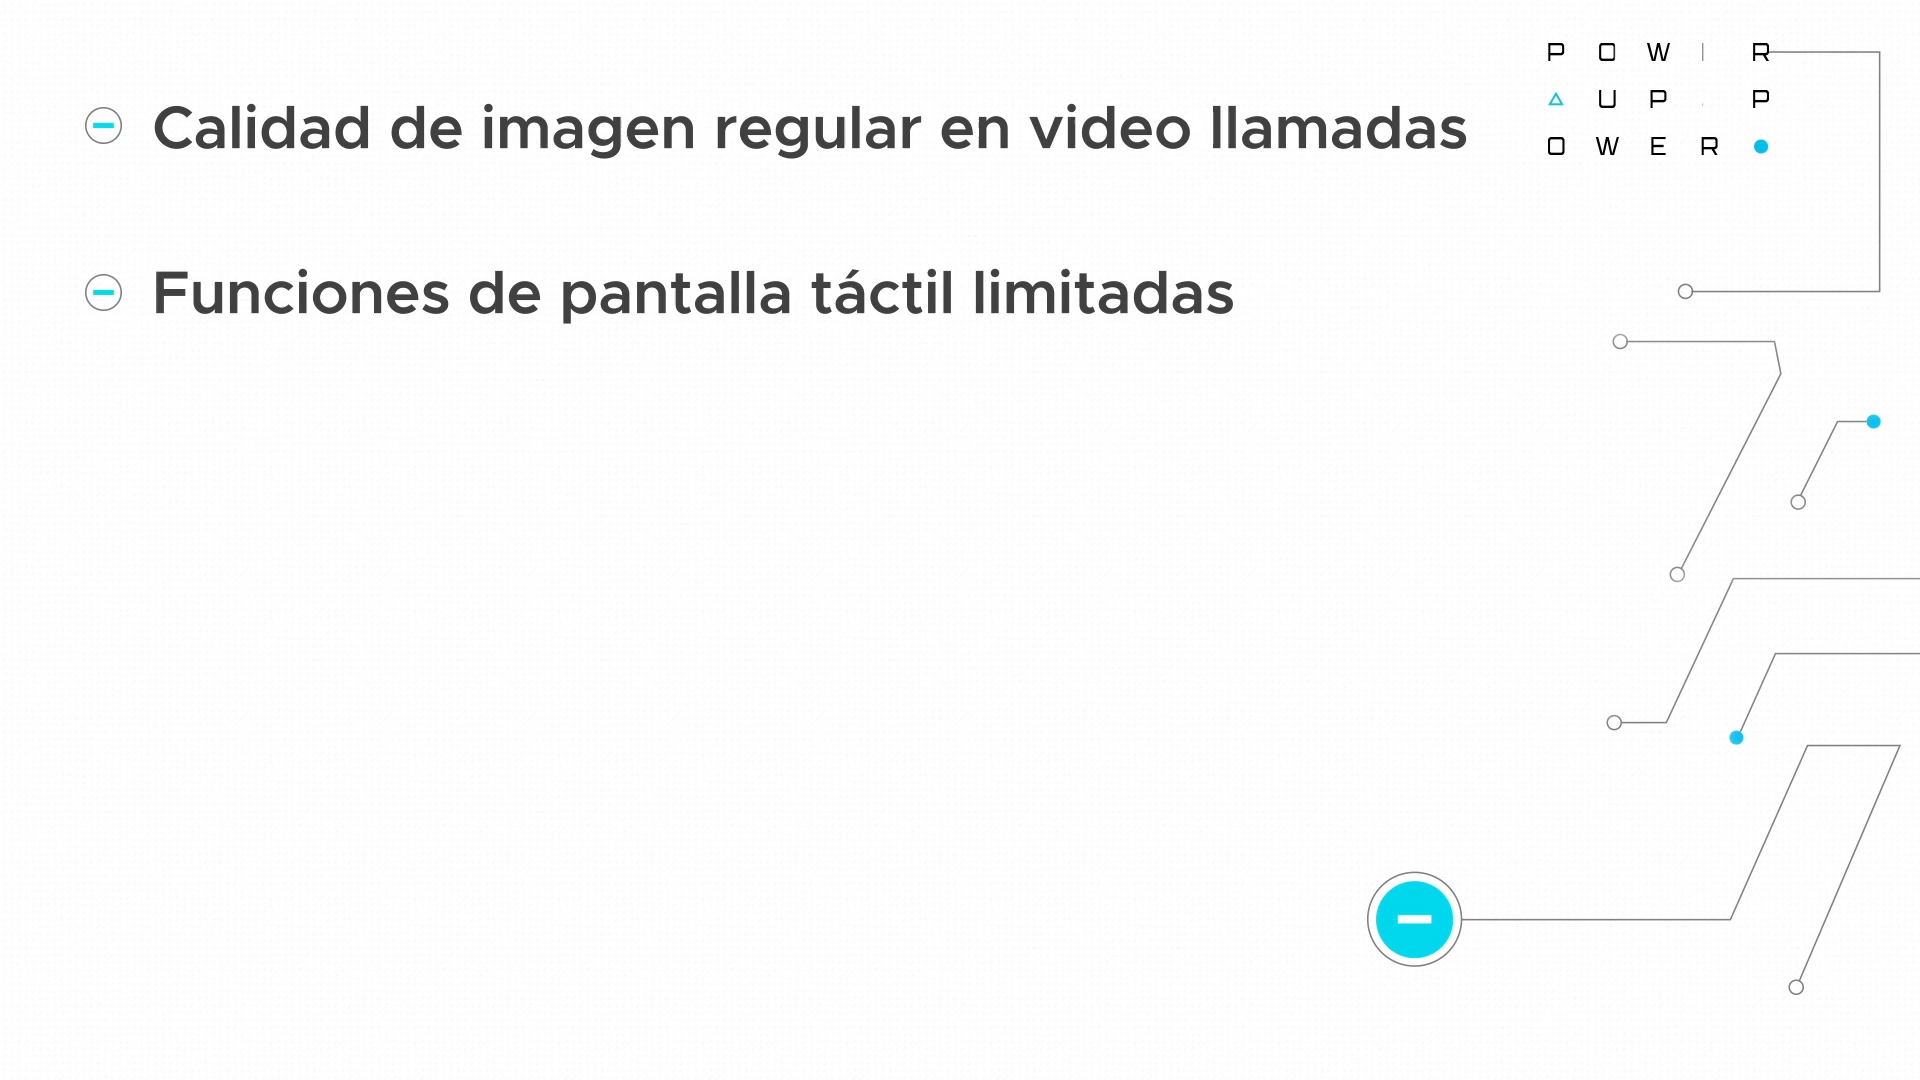 Calidad de imagen regular en video llamadas
Funciones de pantalla táctil limitadas
P O W I R
U P P
O W E R